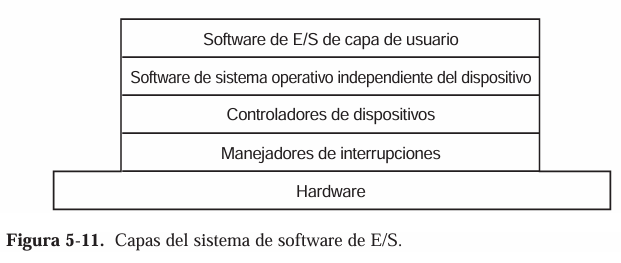 Software de E/S de capa de usuario
Software de sistema operativo independiente del dispositivo
Controladores de dispositivos
Manejadores de interrupciones
Hardware
Figura 5-11. Capas del sistema de software de E/S.